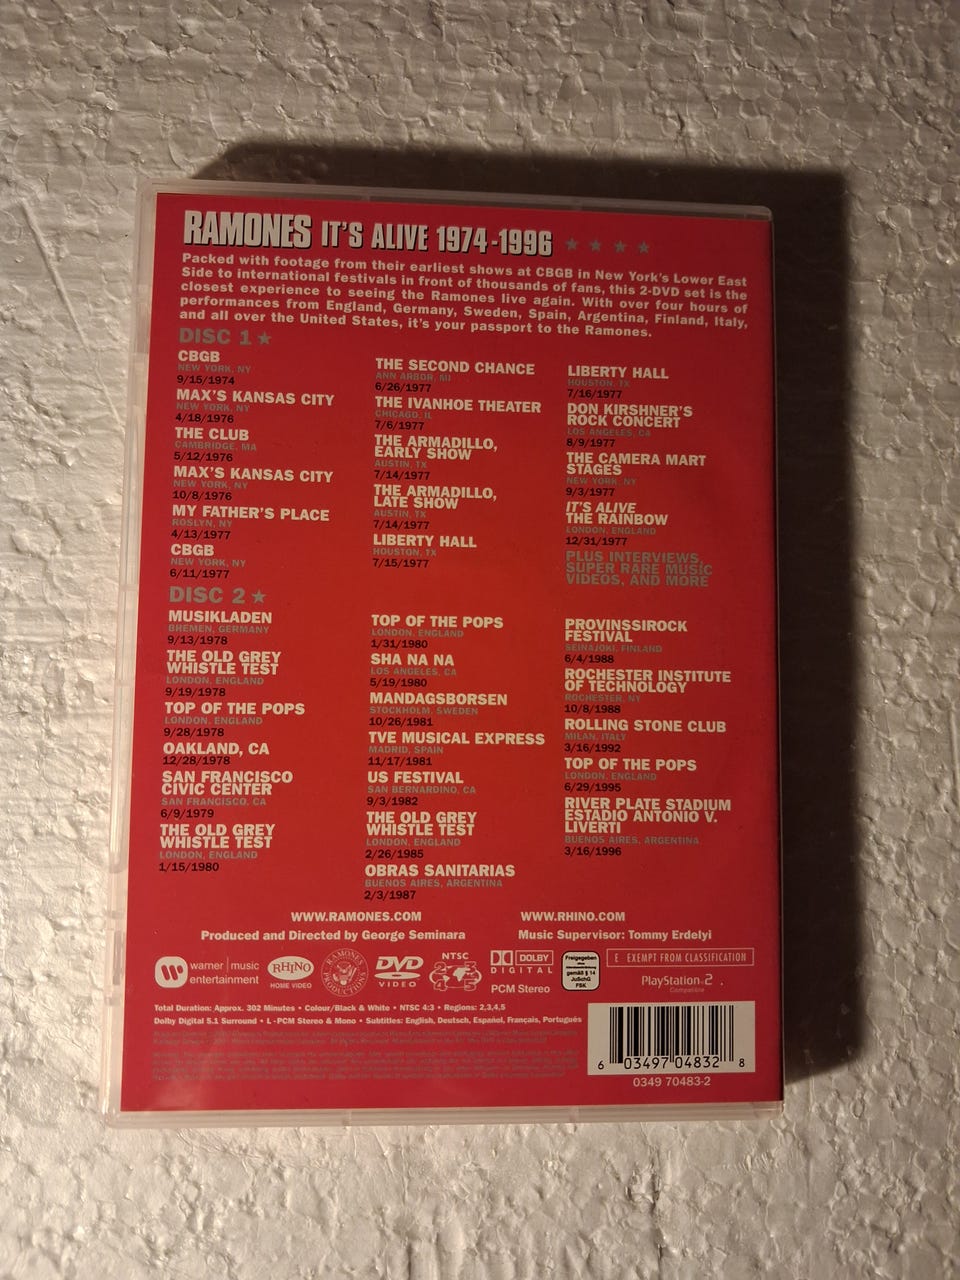 RAMONES IT'S ALIVE 1974-1996 ★ ★ ★ ★
Packed with footage from their earliest shows at CBGB in New York's Lower East
Side to international festivals in front of thousands of fans, this 2-DVD set is the
closest experience to seeing the Ramones live again. With over four hours of
performances from England, Germany, Sweden, Spain, Argentina, Finland, Italy,
and all over the United States, it's your passport to the Ramones.
DISC 1 ★
CBGB
NEW YORK, NY
9/15/1974
MAX'S KANSAS CITY
NEW YORK, NY
4/18/1976
THE CLUB
CAMBRIDGE, MA
5/12/1976
MAX'S KANSAS CITY
NEW YORK, NY
10/8/1976
MY FATHER'S PLACE
ROSLYN, NY
4/13/1977
CBGB
NEW YORK, NY
6/11/1977
THE SECOND CHANCE
ANN ARBOR, MI
6/26/1977
THE IVANHOE THEATER
CHICAGO, IL
7/6/1977
THE ARMADILLO,
EARLY SHOW
AUSTIN, TX
7/14/1977
THE ARMADILLO,
LATE SHOW
AUSTIN, TX
7/14/1977
LIBERTY HALL
HOUSTON, TX
7/15/1977
LIBERTY HALL
HOUSTON, TX
7/16/1977
DON KIRSHNER'S
ROCK CONCERT
LOS ANGELES, CA
8/9/1977
THE CAMERA MART
STAGES
NEW YORK, NY
9/3/1977
IT'S ALIVE
THE RAINBOW
LONDON, ENGLAND
12/31/1977
PLUS INTERVIEWS,
SUPER RARE MUSIC
VIDEOS, AND MORE
DISC 2 ★
MUSIKLADEN
BREMEN, GERMANY
9/13/1978
THE OLD GREY
WHISTLE TEST
LONDON, ENGLAND
9/19/1978
TOP OF THE POPS
LONDON, ENGLAND
9/28/1978
OAKLAND, CA
12/28/1978
SAN FRANCISCO
CIVIC CENTER
SAN FRANCISCO, CA
6/9/1979
THE OLD GREY
WHISTLE TEST
LONDON, ENGLAND
1/15/1980
TOP OF THE POPS
LONDON, ENGLAND
1/31/1980
SHA NA NA
LOS ANGELES, CA
5/19/1980
MANDAGSBORSEN
STOCKHOLM, SWEDEN
10/26/1981
TVE MUSICAL EXPRESS
MADRID, SPAIN
11/17/1981
US FESTIVAL
SAN BERNARDINO, CA
9/3/1982
THE OLD GREY
WHISTLE TEST
LONDON, ENGLAND
2/26/1985
OBRAS SANITARIAS
BUENOS AIRES, ARGENTINA
2/3/1987
PROVINSSIROCK
FESTIVAL
SEINAJOKI, FINLAND
6/4/1988
ROCHESTER INSTITUTE
OF TECHNOLOGY
ROCHESTER, NY
10/8/1988
ROLLING STONE CLUB
MILAN, ITALY
3/16/1992
TOP OF THE POPS
LONDON, ENGLAND
6/29/1995
RIVER PLATE STADIUM
ESTADIO ANTONIO V.
LIVERTI
BUENOS AIRES, ARGENTINA
3/16/1996
WWW.RAMONES.COM WWW.RHINO.COM
Produced and Directed by George Seminara Music Supervisor: Tommy Erdelyi
warner | music
entertainment
RHINO
HOME VIDEO
RAMONES
PRODUCTIONS
DVD
VIDEO
NTSC
2 3
4 5
DOLBY
DIGITAL
PCM Stereo
Freigegeben
ohne
Altersbeschränkung
gemäß § 14
JuSchG
FSK
E EXEMPT FROM CLASSIFICATION
PlayStation 2
Compatible
Total Duration: Approx. 302 Minutes • Colour/Black & White • NTSC 4:3 • Regions: 2,3,4,5
Dolby Digital 5.1 Surround • L-PCM Stereo & Mono • Subtitles: English, Deutsch, Español, Français, Português
6 03497 04832 8
0349 70483-2